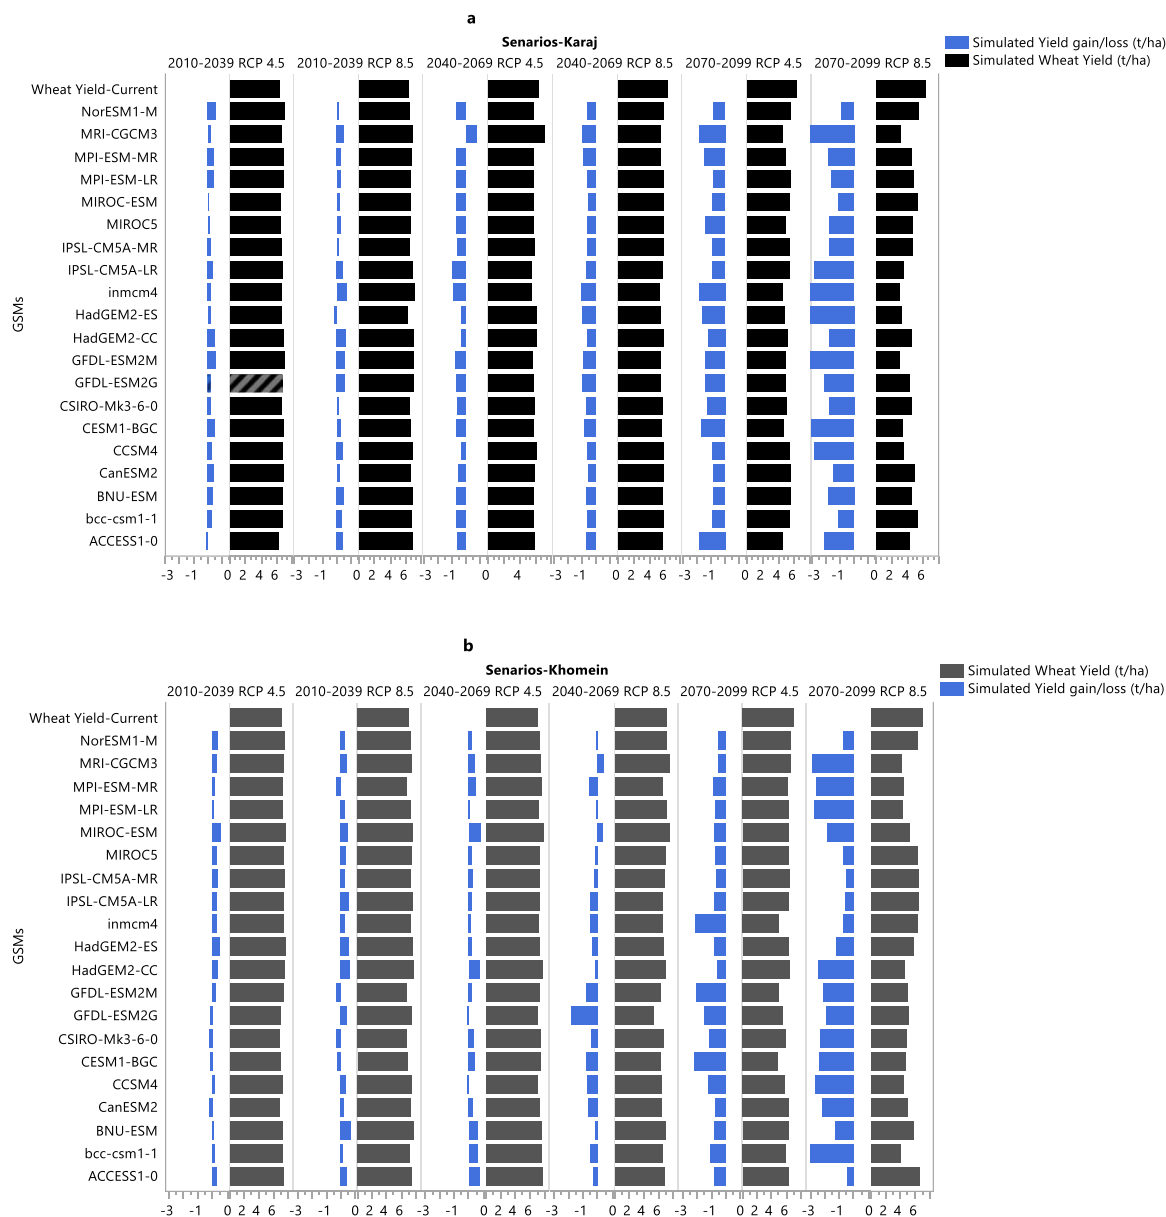 a
Senarios-Karaj
Simulated Yield gain/loss (t/ha)
Simulated Wheat Yield (t/ha)
2010-2039 RCP 4.5 2010-2039 RCP 8.5 2040-2069 RCP 4.5 2040-2069 RCP 8.5 2070-2099 RCP 4.5 2070-2099 RCP 8.5
Wheat Yield-Current
NorESM1-M
MRI-CGCM3
MPI-ESM-MR
MPI-ESM-LR
MIROC-ESM
MIROC5
IPSL-CM5A-MR
IPSL-CM5A-LR
inmcm4
HadGEM2-ES
HadGEM2-CC
GFDL-ESM2M
GFDL-ESM2G
CSIRO-Mk3-6-0
CESM1-BGC
CCSM4
CanESM2
BNU-ESM
bcc-csm1-1
ACCESS1-0
GSMs
-3 -1 0 2 4 6 -3 -1 0 2 4 6 -3 -1 0 4 -3 -1 0 2 4 6 -3 -1 0 2 4 6 -3 -1 0 2 4 6
b
Senarios-Khomein
Simulated Wheat Yield (t/ha)
Simulated Yield gain/loss (t/ha)
2010-2039 RCP 4.5 2010-2039 RCP 8.5 2040-2069 RCP 4.5 2040-2069 RCP 8.5 2070-2099 RCP 4.5 2070-2099 RCP 8.5
Wheat Yield-Current
NorESM1-M
MRI-CGCM3
MPI-ESM-MR
MPI-ESM-LR
MIROC-ESM
MIROC5
IPSL-CM5A-MR
IPSL-CM5A-LR
inmcm4
HadGEM2-ES
HadGEM2-CC
GFDL-ESM2M
GFDL-ESM2G
CSIRO-Mk3-6-0
CESM1-BGC
CCSM4
CanESM2
BNU-ESM
bcc-csm1-1
ACCESS1-0
GSMs
-3 -1 0 2 4 6 -3 -1 0 2 4 6 -3 -1 0 2 4 6 -3 -1 0 2 4 6 -3 -1 0 2 4 6 -3 -1 0 2 4 6